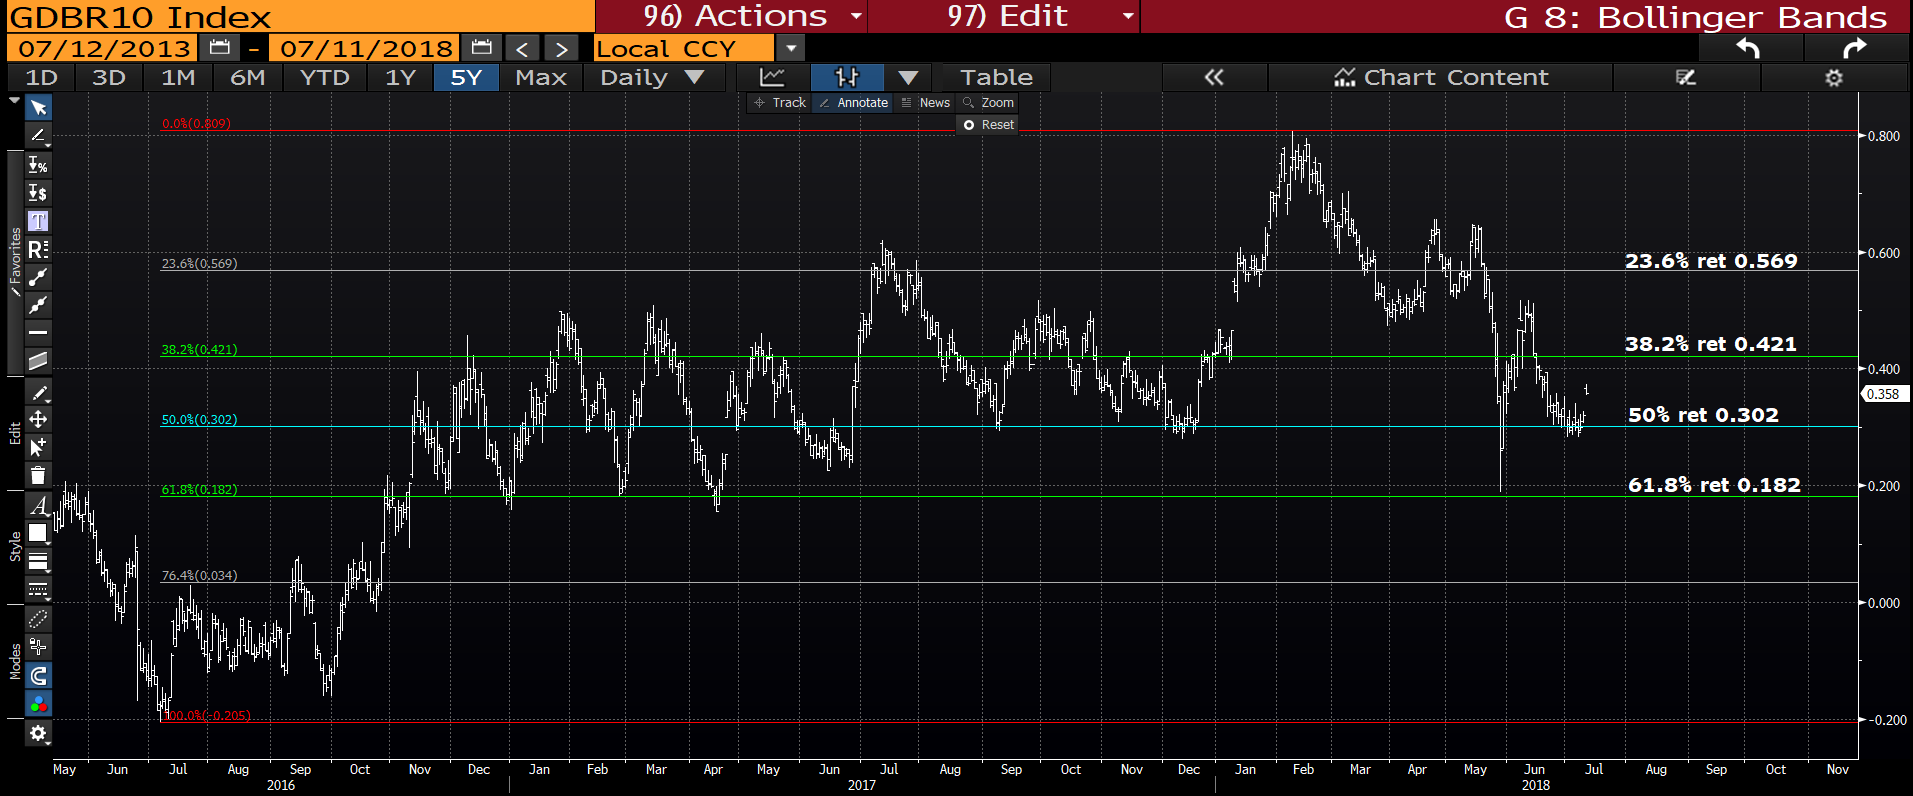 GDBR10 Index 96) Actions 97) Edit G 8: Bollinger Bands
07/12/2013 - 07/11/2018 < > Local CCY
1D 3D 1M 6M YTD 1Y 5Y Max Daily Table « Chart Content
Track Annotate News Zoom
Reset
Favorites
Edit
Style
Modes
% 
$
T
R
A
0.0%(0.809)
23.6%(0.569)
38.2%(0.421)
50.0%(0.302)
61.8%(0.182)
76.4%(0.034)
100.0%(-0.205)
23.6% ret 0.569
38.2% ret 0.421
50% ret 0.302
61.8% ret 0.182
0.800
0.600
0.400
0.358
0.200
0.000
-0.200
May Jun Jul Aug Sep Oct Nov Dec Jan Feb Mar Apr May Jun Jul Aug Sep Oct Nov Dec Jan Feb Mar Apr May Jun Jul Aug Sep Oct Nov
2016 2017 2018